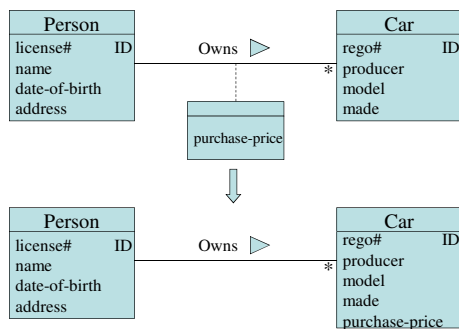 Person
license# ID
name
date-of-birth
address
Owns
*
Car
rego# ID
producer
model
made
purchase-price
Person
license# ID
name
date-of-birth
address
Owns
*
Car
rego# ID
producer
model
made
purchase-price